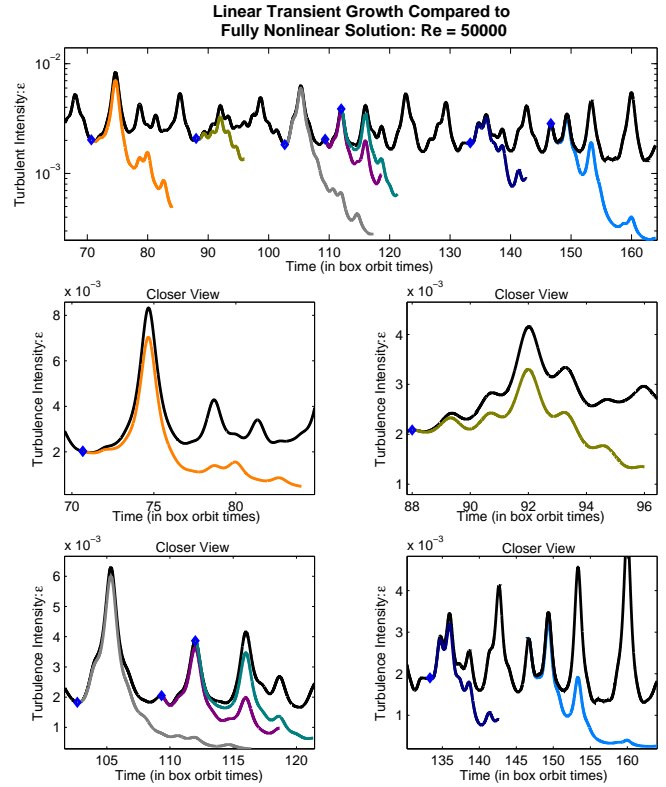 Linear Transient Growth Compared to
Fully Nonlinear Solution: Re = 50000
Turbulent Intensity:ε
10⁻²
10⁻³
70 80 90 100 110 120 130 140 150 160
Time (in box orbit times)
x 10⁻³
Closer View
Turbulence Intensity:ε
8
6
4
2
0
70 75 80
Time (in box orbit times)
x 10⁻³
Closer View
Turbulence Intensity:ε
4
3
2
1
88 90 92 94 96
Time (in box orbit times)
x 10⁻³
Closer View
Turbulence Intensity:ε
6
5
4
3
2
1
105 110 115 120
Time (in box orbit times)
x 10⁻³
Closer View
Turbulence Intensity:ε
4
3
2
1
130 135 140 145 150 155 160
Time (in box orbit times)